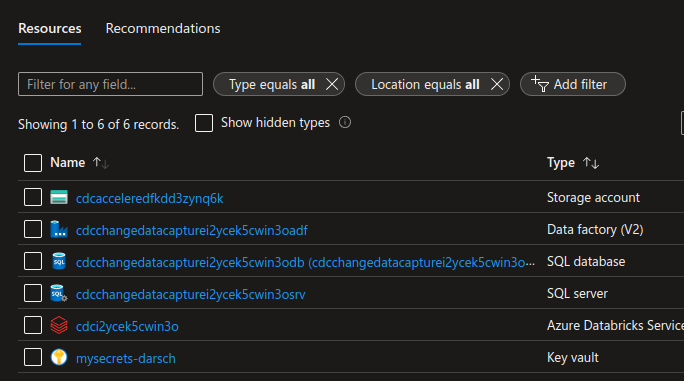 Resources Recommendations
Filter for any field... Type equals all Location equals all Add filter
Showing 1 to 6 of 6 records. Show hidden types
Name Type
cdcacceleredfkdd3zynq6k Storage account
cdcchangedatacapturei2ycek5cwin3oadf Data factory (V2)
cdcchangedatacapturei2ycek5cwin3odb (cdcchangedatacapturei2ycek5cwin3o... SQL database
cdcchangedatacapturei2ycek5cwin3osrv SQL server
cdci2ycek5cwin3o Azure Databricks Service
mysecrets-darsch Key vault